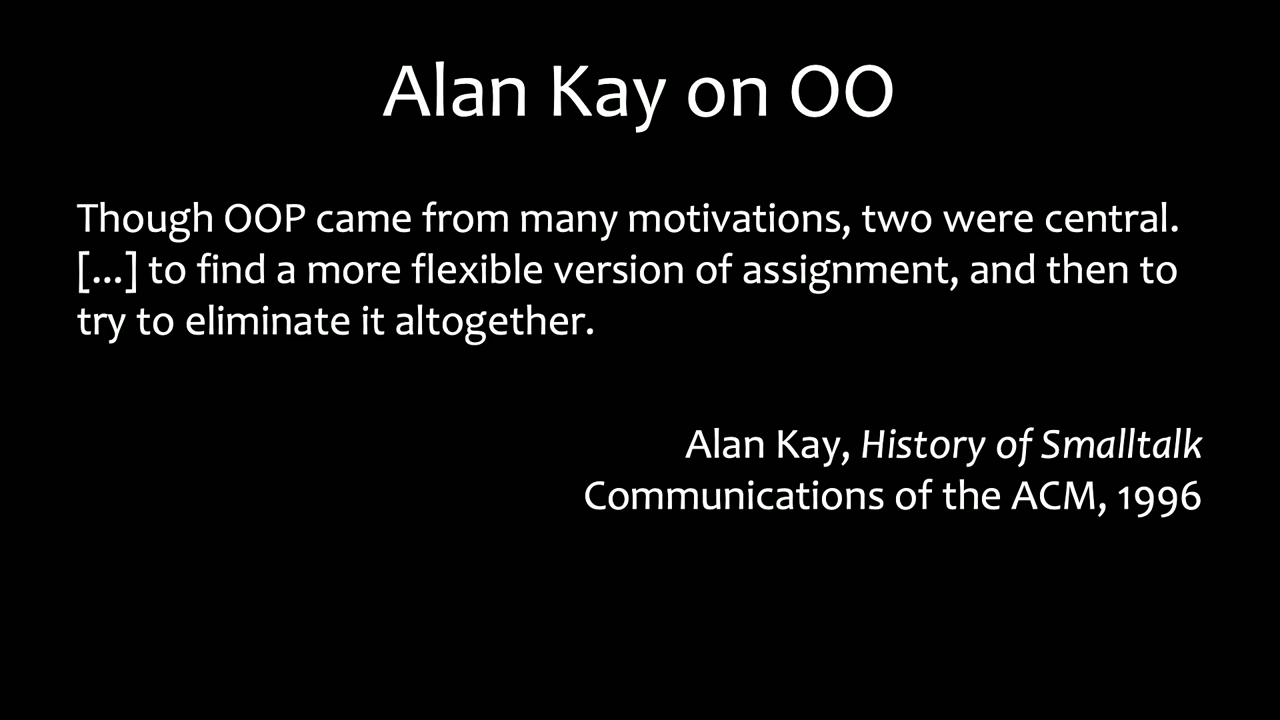 Alan Kay on OO
Though OOP came from many motivations, two were central.
[...] to find a more flexible version of assignment, and then to
try to eliminate it altogether.
Alan Kay, History of Smalltalk
Communications of the ACM, 1996